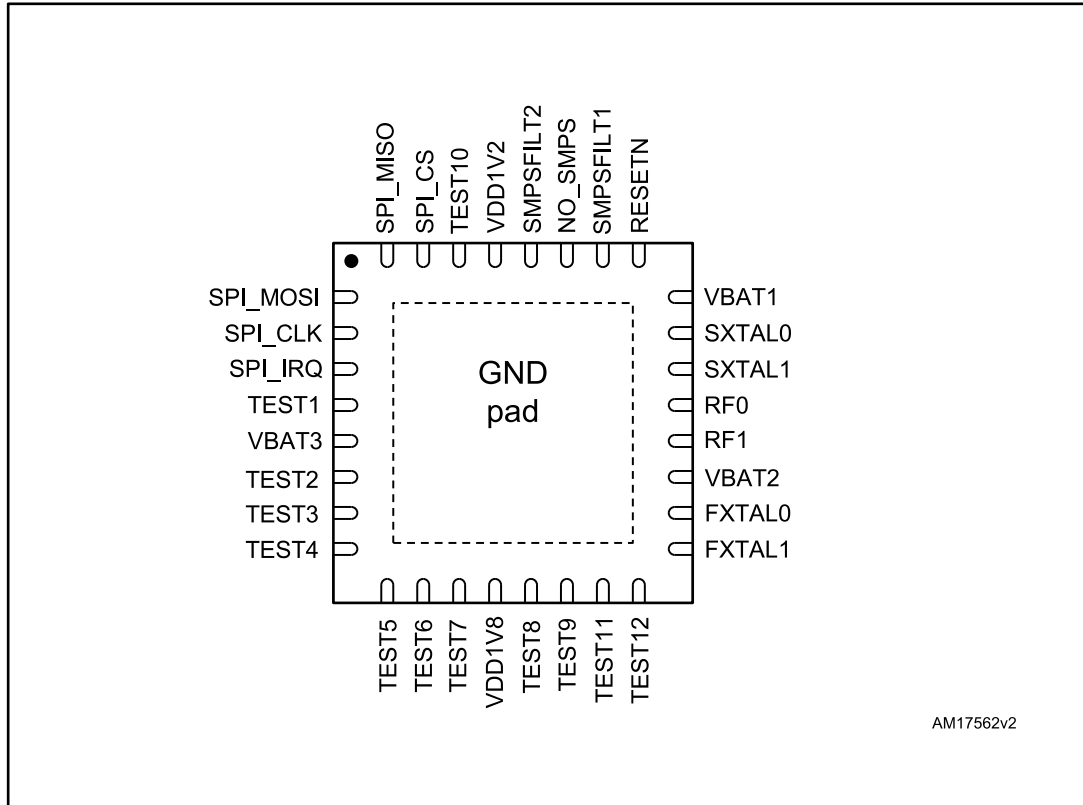 SPI_MISO
SPI_CS
TEST10
VDD1V2
SMPSFILT2
NO_SMPS
SMPSFILT1
RESETN
SPI_MOSI
SPI_CLK
SPI_IRQ
TEST1
VBAT3
TEST2
TEST3
TEST4
GND
pad
VBAT1
SXTAL0
SXTAL1
RF0
RF1
VBAT2
FXTAL0
FXTAL1
TEST5
TEST6
TEST7
VDD1V8
TEST8
TEST9
TEST11
TEST12
AM17562v2